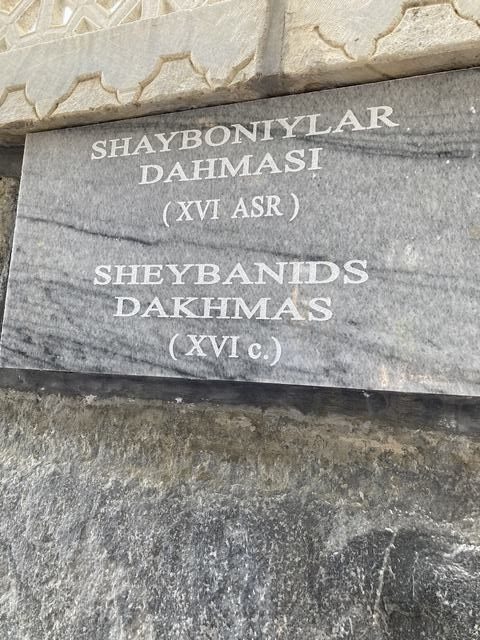 SHAYBONIYLAR
DAHMASI
(XVI ASR)
SHEYBANIDS
DAKHMAS
(XVI c.)